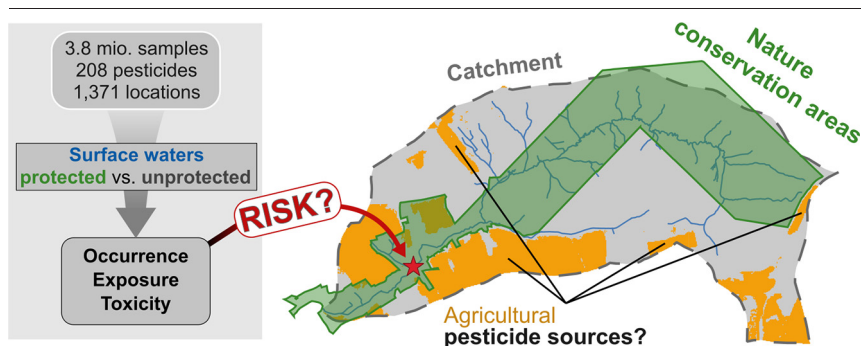 3.8 mio. samples
208 pesticides
1,371 locations
Surface waters
protected vs. unprotected
Occurrence
Exposure
Toxicity
RISK?
Catchment
Nature
conservation areas
Agricultural
pesticide sources?